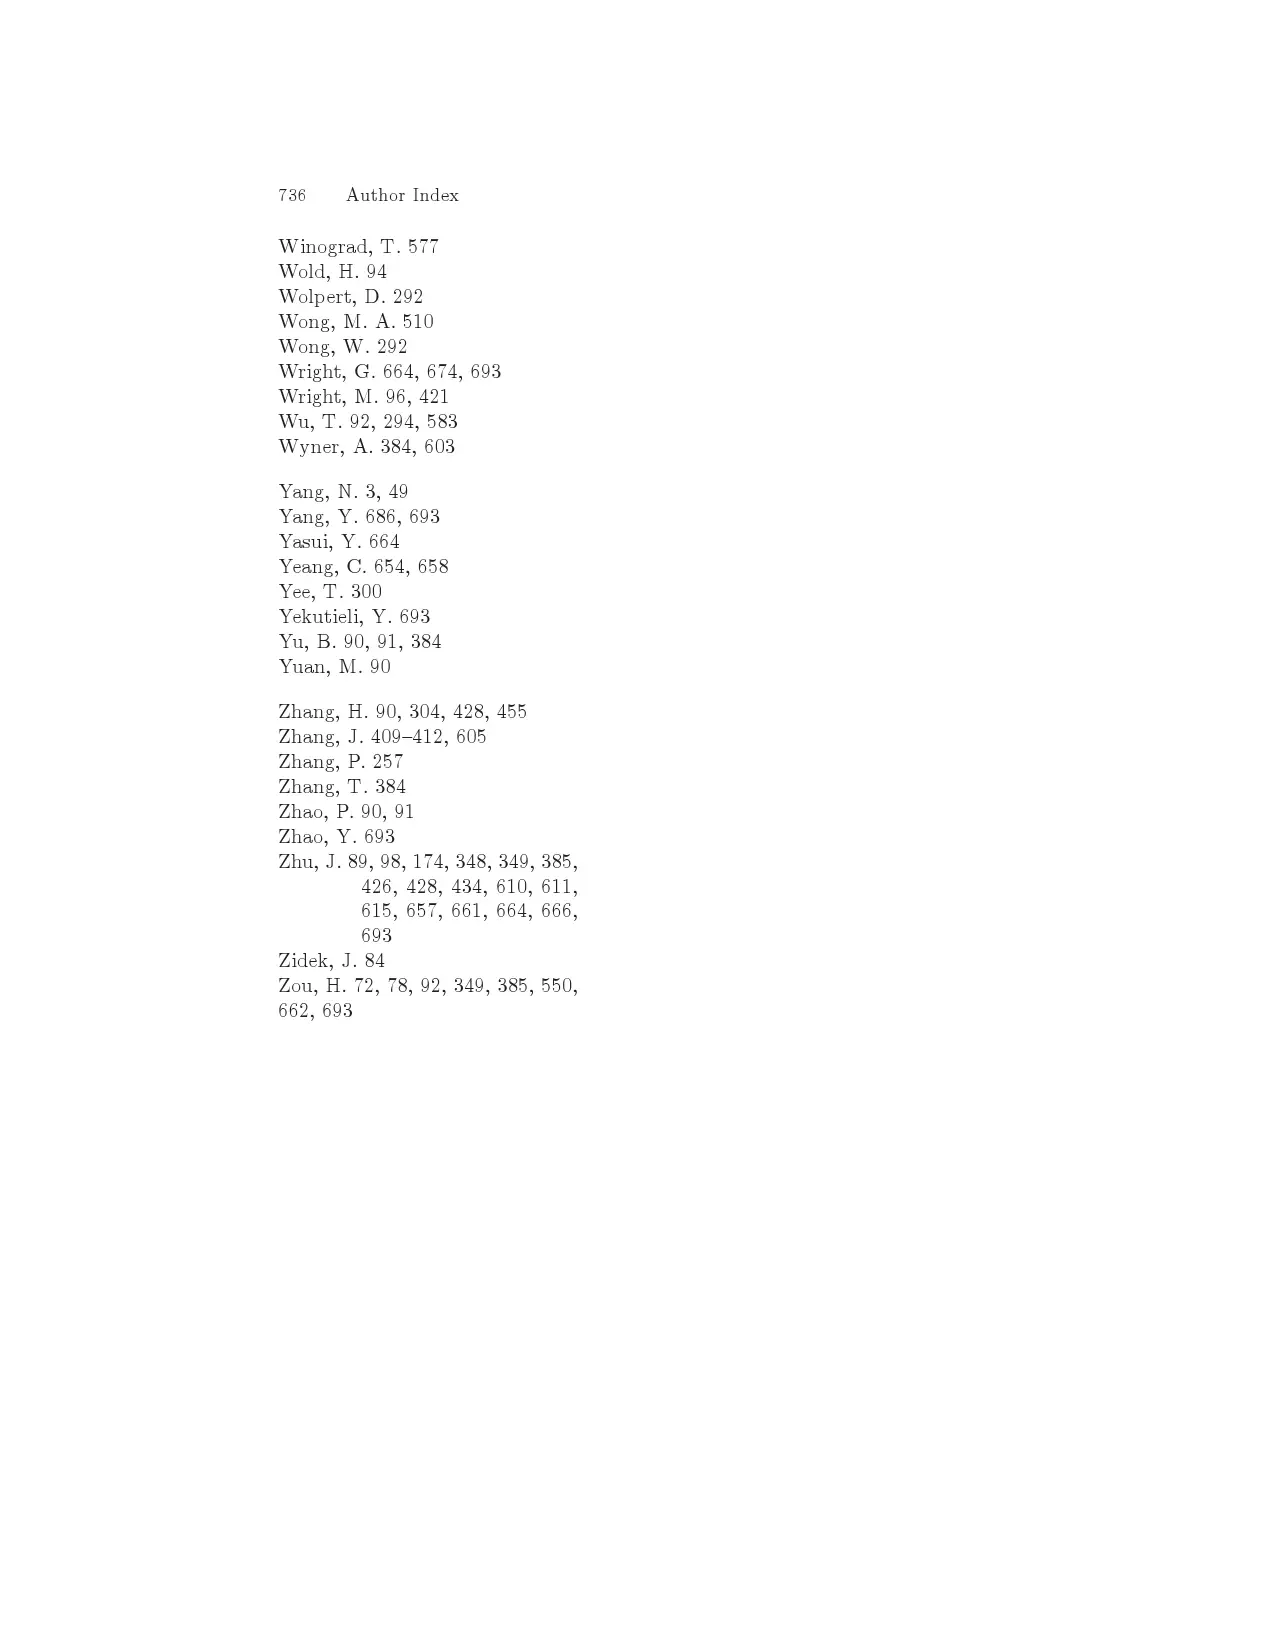 736 Author Index
Winograd, T. 577
Wold, H. 94
Wolpert, D. 292
Wong, M. A. 510
Wong, W. 292
Wright, G. 664, 674, 693
Wright, M. 96, 421
Wu, T. 92, 294, 583
Wyner, A. 384, 603
Yang, N. 3, 49
Yang, Y. 686, 693
Yasui, Y. 664
Yeang, C. 654, 658
Yee, T. 300
Yekutieli, Y. 693
Yu, B. 90, 91, 384
Yuan, M. 90
Zhang, H. 90, 304, 428, 455
Zhang, J. 409–412, 605
Zhang, P. 257
Zhang, T. 384
Zhao, P. 90, 91
Zhao, Y. 693
Zhu, J. 89, 98, 174, 348, 349, 385,
426, 428, 434, 610, 611,
615, 657, 661, 664, 666,
693
Zidek, J. 84
Zou, H. 72, 78, 92, 349, 385, 550,
662, 693